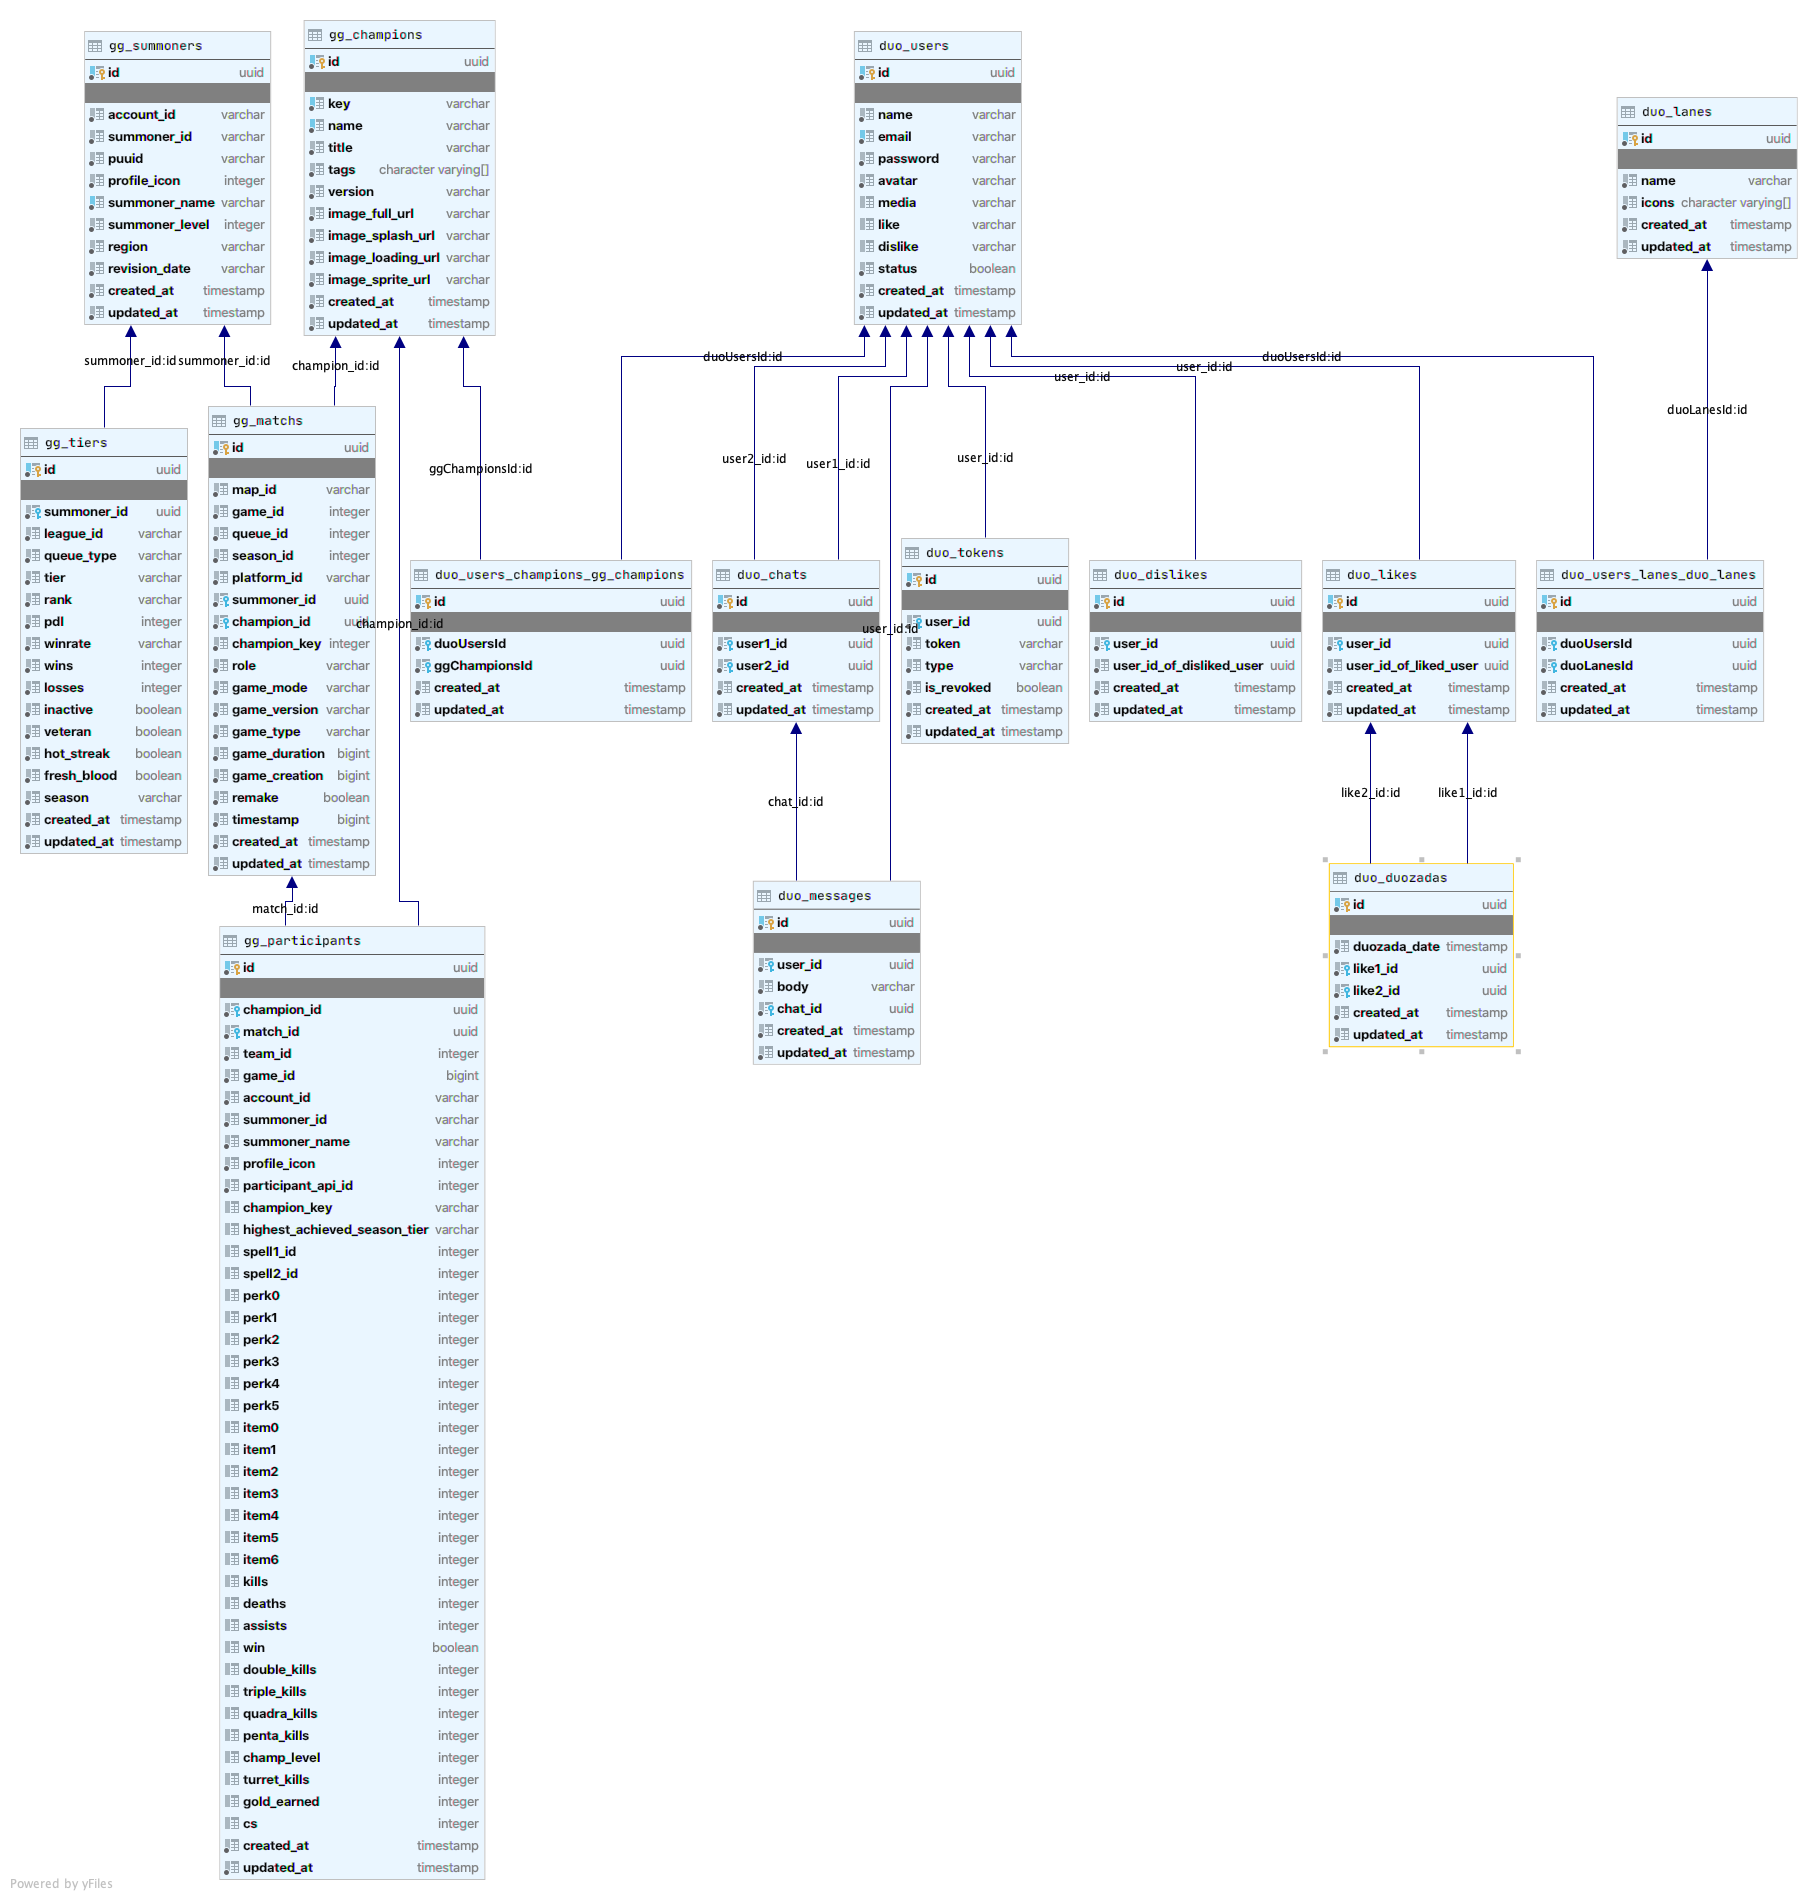 gg_summoners
id uuid
account_id varchar
summoner_id varchar
puuid varchar
profile_icon integer
summoner_name varchar
summoner_level integer
region varchar
revision_date varchar
created_at timestamp
updated_at timestamp
gg_champions
id uuid
key varchar
name varchar
title varchar
tags character varying[]
version varchar
image_full_url varchar
image_splash_url varchar
image_loading_url varchar
image_sprite_url varchar
created_at timestamp
updated_at timestamp
duo_users
id uuid
name varchar
email varchar
password varchar
avatar varchar
media varchar
like varchar
dislike varchar
status boolean
created_at timestamp
updated_at timestamp
duo_lanes
id uuid
name varchar
icons character varying[]
created_at timestamp
updated_at timestamp
summoner_id:id
summoner_id:id
champion_id:id
duoUsersId:id
user_id:id
user_id:id
duoUsersId:id
duoLanesId:id
ggChampionsId:id
user2_id:id
user1_id:id
user_id:id
gg_tiers
id uuid
summoner_id uuid
league_id varchar
queue_type varchar
tier varchar
rank varchar
pdl integer
winrate varchar
wins integer
losses integer
inactive boolean
veteran boolean
hot_streak boolean
fresh_blood boolean
season varchar
created_at timestamp
updated_at timestamp
gg_matchs
id uuid
map_id varchar
game_id integer
queue_id integer
season_id integer
platform_id varchar
summoner_id uuid
champion_id uuid
champion_key integer
role varchar
game_mode varchar
game_version varchar
game_type varchar
game_duration bigint
game_creation bigint
remake boolean
timestamp bigint
created_at timestamp
updated_at timestamp
champion_id:id
duo_users_champions_gg_champions
id uuid
duoUsersId uuid
ggChampionsId uuid
created_at timestamp
updated_at timestamp
duo_chats
id uuid
user1_id uuid
user2_id uuid
created_at timestamp
updated_at timestamp
user_id:id
duo_tokens
id uuid
user_id uuid
token varchar
type varchar
is_revoked boolean
created_at timestamp
updated_at timestamp
duo_dislikes
id uuid
user_id uuid
user_id_of_disliked_user uuid
created_at timestamp
updated_at timestamp
duo_likes
id uuid
user_id uuid
user_id_of_liked_user uuid
created_at timestamp
updated_at timestamp
duo_users_lanes_duo_lanes
id uuid
duoUsersId uuid
duoLanesId uuid
created_at timestamp
updated_at timestamp
chat_id:id
like2_id:id
like1_id:id
match_id:id
duo_messages
id uuid
user_id uuid
body varchar
chat_id uuid
created_at timestamp
updated_at timestamp
duo_duozadas
id uuid
duozada_date timestamp
like1_id uuid
like2_id uuid
created_at timestamp
updated_at timestamp
gg_participants
id uuid
champion_id uuid
match_id uuid
team_id integer
game_id bigint
account_id varchar
summoner_id varchar
summoner_name varchar
profile_icon integer
participant_api_id integer
champion_key varchar
highest_achieved_season_tier varchar
spell1_id integer
spell2_id integer
perk0 integer
perk1 integer
perk2 integer
perk3 integer
perk4 integer
perk5 integer
item0 integer
item1 integer
item2 integer
item3 integer
item4 integer
item5 integer
item6 integer
kills integer
deaths integer
assists integer
win boolean
double_kills integer
triple_kills integer
quadra_kills integer
penta_kills integer
champ_level integer
turret_kills integer
gold_earned integer
cs integer
created_at timestamp
updated_at timestamp
Powered by yFiles